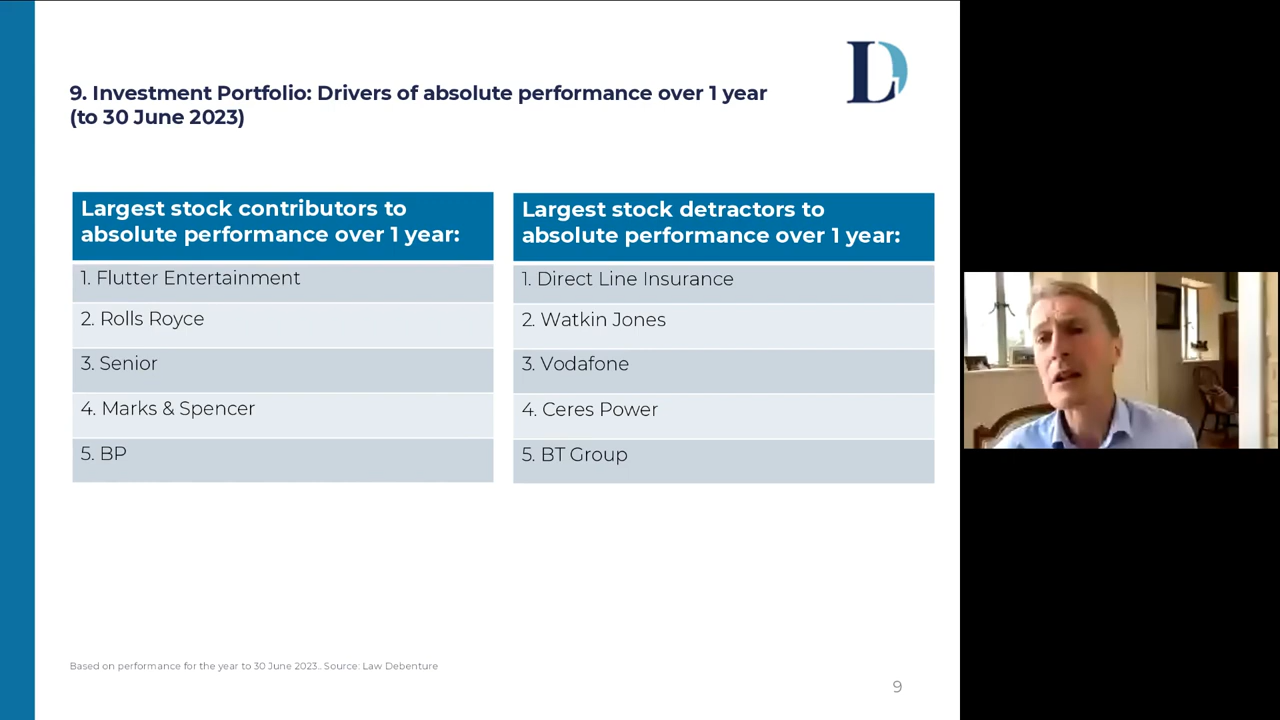 9. Investment Portfolio: Drivers of absolute performance over 1 year
(to 30 June 2023)
Largest stock contributors to
absolute performance over 1 year:
1. Flutter Entertainment
2. Rolls Royce
3. Senior
4. Marks & Spencer
5. BP
Largest stock detractors to
absolute performance over 1 year:
1. Direct Line Insurance
2. Watkin Jones
3. Vodafone
4. Ceres Power
5. BT Group
Based on performance for the year to 30 June 2023.. Source: Law Debenture
9